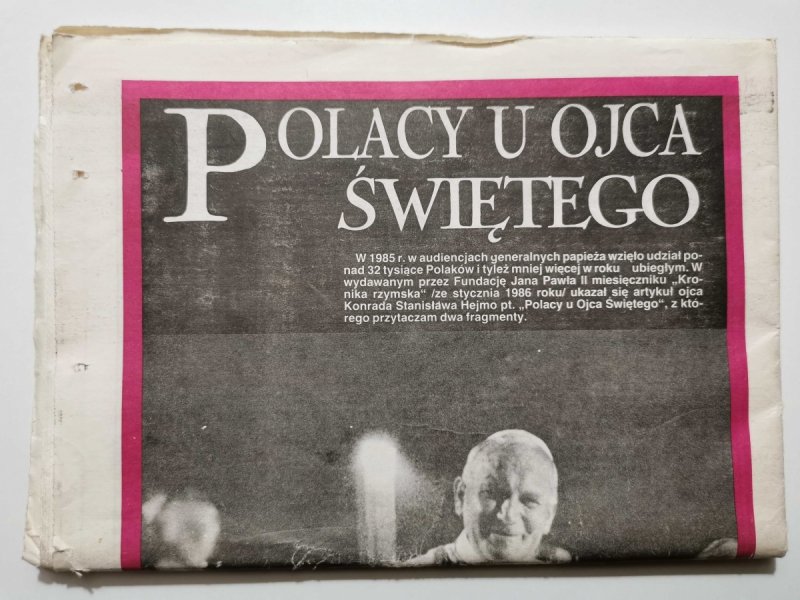 POLACY U OJCA
ŚWIĘTEGO
W 1985 r. w audiencjach generalnych papieża wzięło udział po-
nad 32 tysiące Polaków i tyleż mniej więcej w roku ubiegłym. W
wydawanym przez Fundację Jana Pawła II miesięczniku „Kro-
nika rzymska" /ze stycznia 1986 roku/ ukazał się artykuł ojca
Konrada Stanisława Hejmo pt. „Polacy u Ojca Świętego", z któ-
rego przytaczam dwa fragmenty.